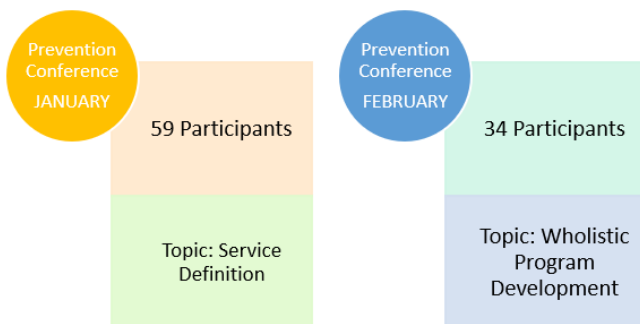 Prevention
Conference
JANUARY
59 Participants
Topic: Service
Definition
Prevention
Conference
FEBRUARY
34 Participants
Topic: Wholistic
Program
Development